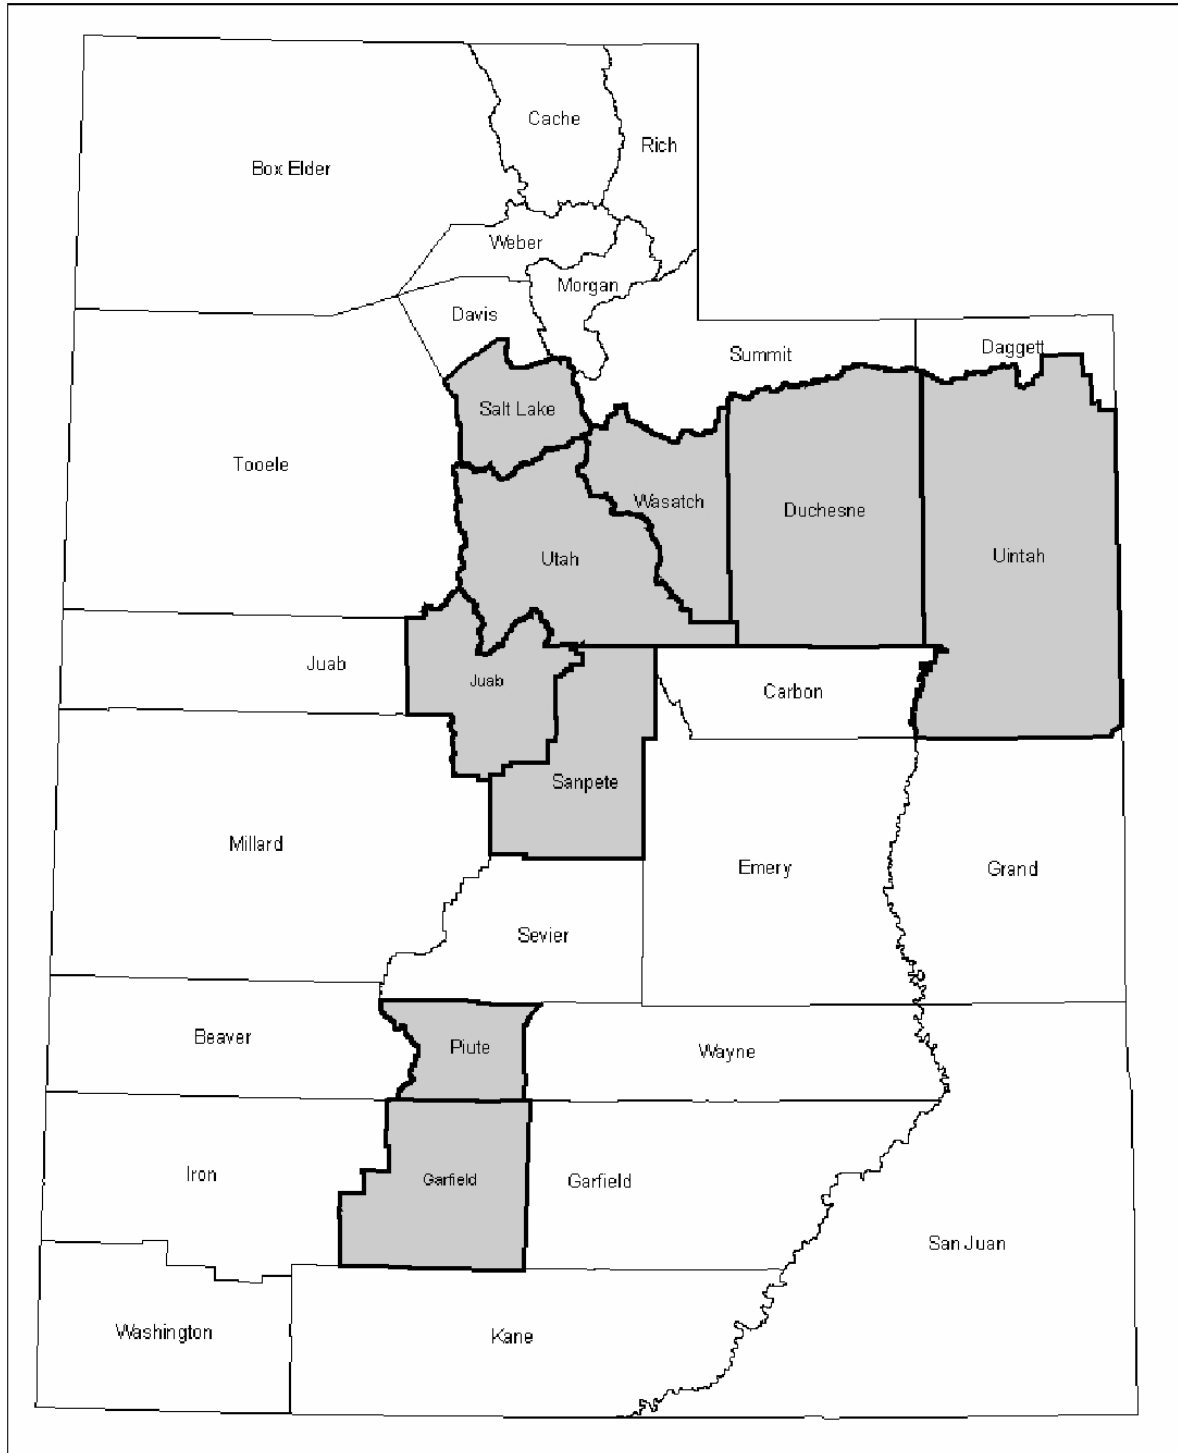 Cache
Rich
Box Elder
Weber
Morgan
Davis
Summit
Daggett
Salt Lake
Tooele
Wasatch
Duchesne
Utah
Uintah
Juab
Juab
Carbon
Sanpete
Millard
Emery
Grand
Sevier
Beaver
Piute
Wayne
Iron
Garfield
Garfield
San Juan
Washington
Kane